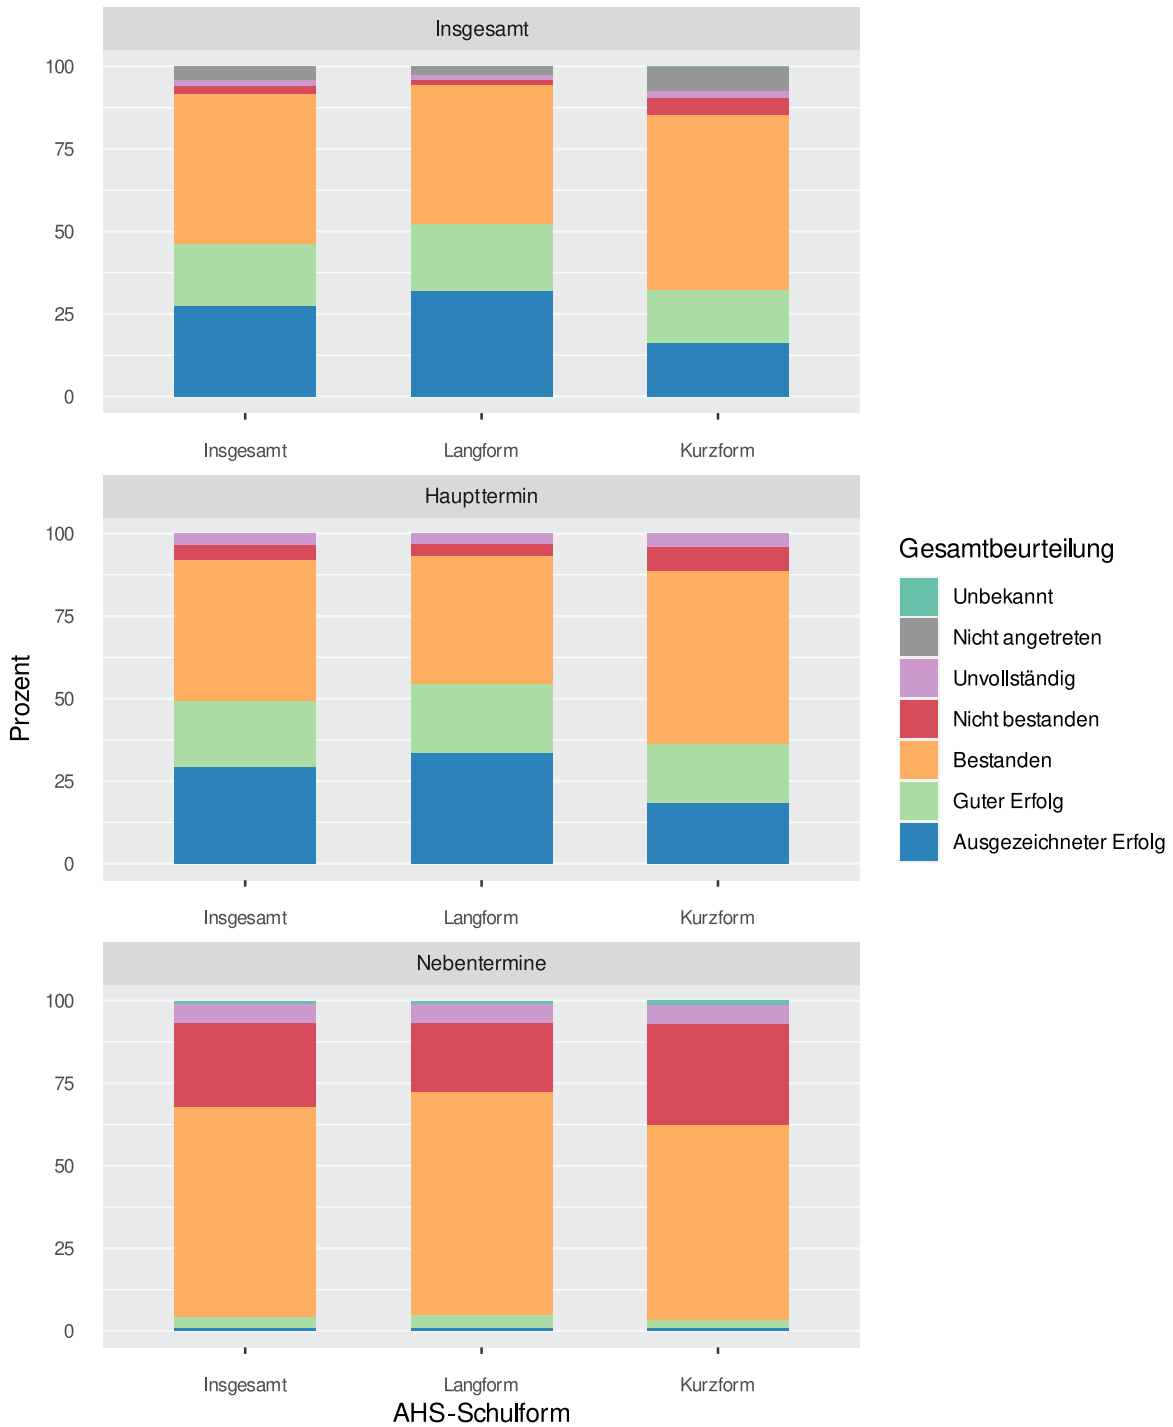 Insgesamt
100
75
50
25
0
Insgesamt
Langform
Kurzform
Haupttermin
100
75
50
25
0
Insgesamt
Langform
Kurzform
Nebentermine
100
75
50
25
0
Insgesamt
Langform
Kurzform
AHS-Schulform
Prozent
Gesamtbeurteilung
Unbekannt
Nicht angetreten
Unvollständig
Nicht bestanden
Bestanden
Guter Erfolg
Ausgezeichneter Erfolg